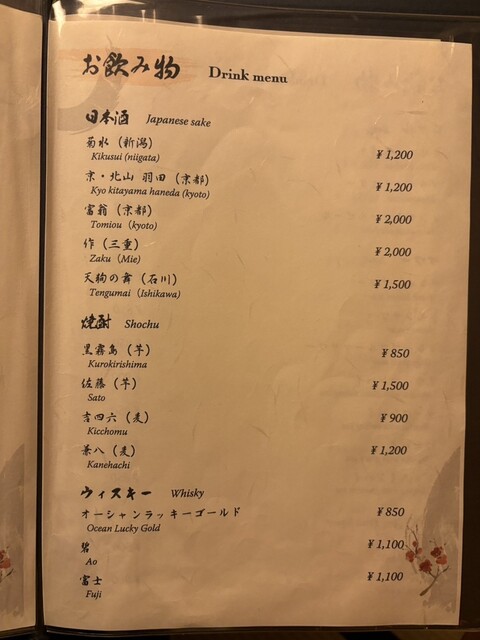 お飲み物 Drink menu
日本酒 Japanese sake
菊水（新潟）
Kikusui (niigata) ¥1,200
京・北山 羽田（京都）
Kyo kitayama haneda (kyoto) ¥1,200
富翁（京都）
Tomiou（kyoto） ¥2,000
作（三重）
Zaku（Mie） ¥2,000
天狗の舞（石川）
Tengumai（Ishikawa） ¥1,500
焼酎 Shochu
黒霧島（芋）
Kurokirishima ¥850
佐藤（芋）
Sato ¥1,500
吉四六（麦）
Kicchomu ¥900
兼八（麦）
Kanehachi ¥1,200
ウィスキー Whisky
オーシャンラッキーゴールド ¥850
Ocean Lucky Gold
碧 ¥1,100
Ao
富士 ¥1,100
Fuji